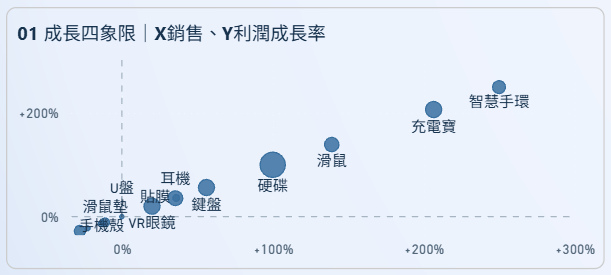 01 成長四象限｜X銷售、Y利潤成長率
智慧手環
+200%
充電寶
滑鼠
耳機
硬碟
U盤
貼膜
鍵盤
滑鼠墊
0%
手機殼
VR眼鏡
0%
+100%
+200%
+300%